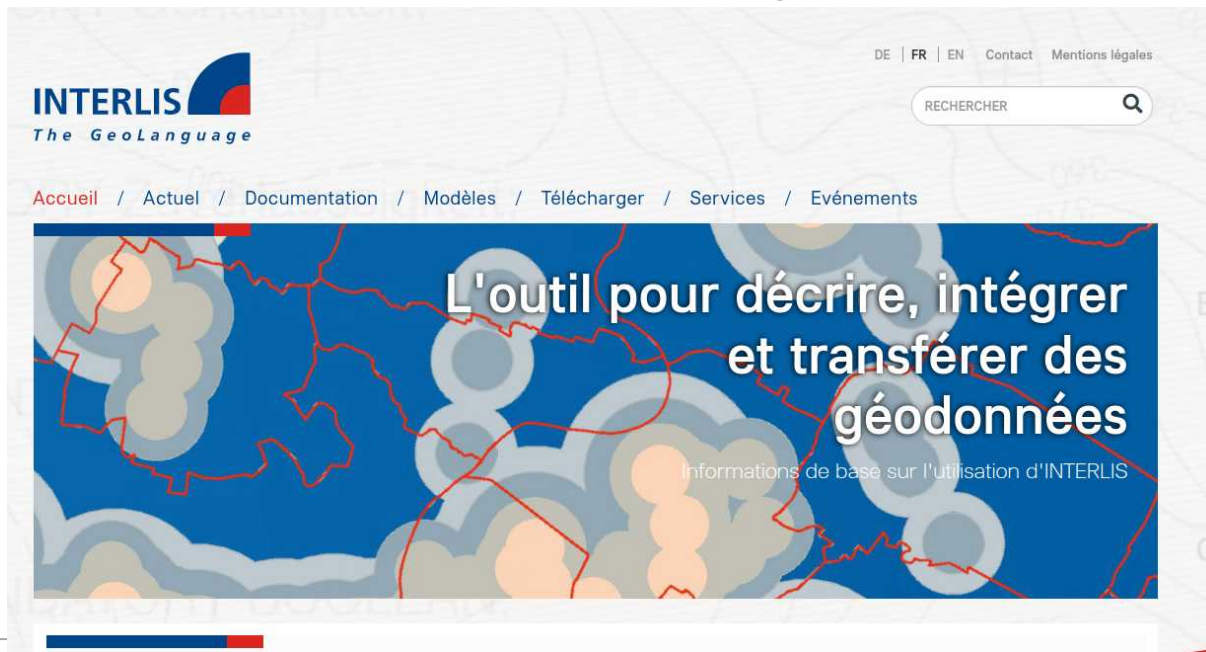 DE | FR | EN Contact Mentions légales
INTERLIS
The GeoLanguage
RECHERCHER
Accueil / Actuel / Documentation / Modèles / Télécharger / Services / Evénements
L'outil pour décrire, intégrer
et transférer des
géodonnées
Informations de base sur l'utilisation d'INTERLIS